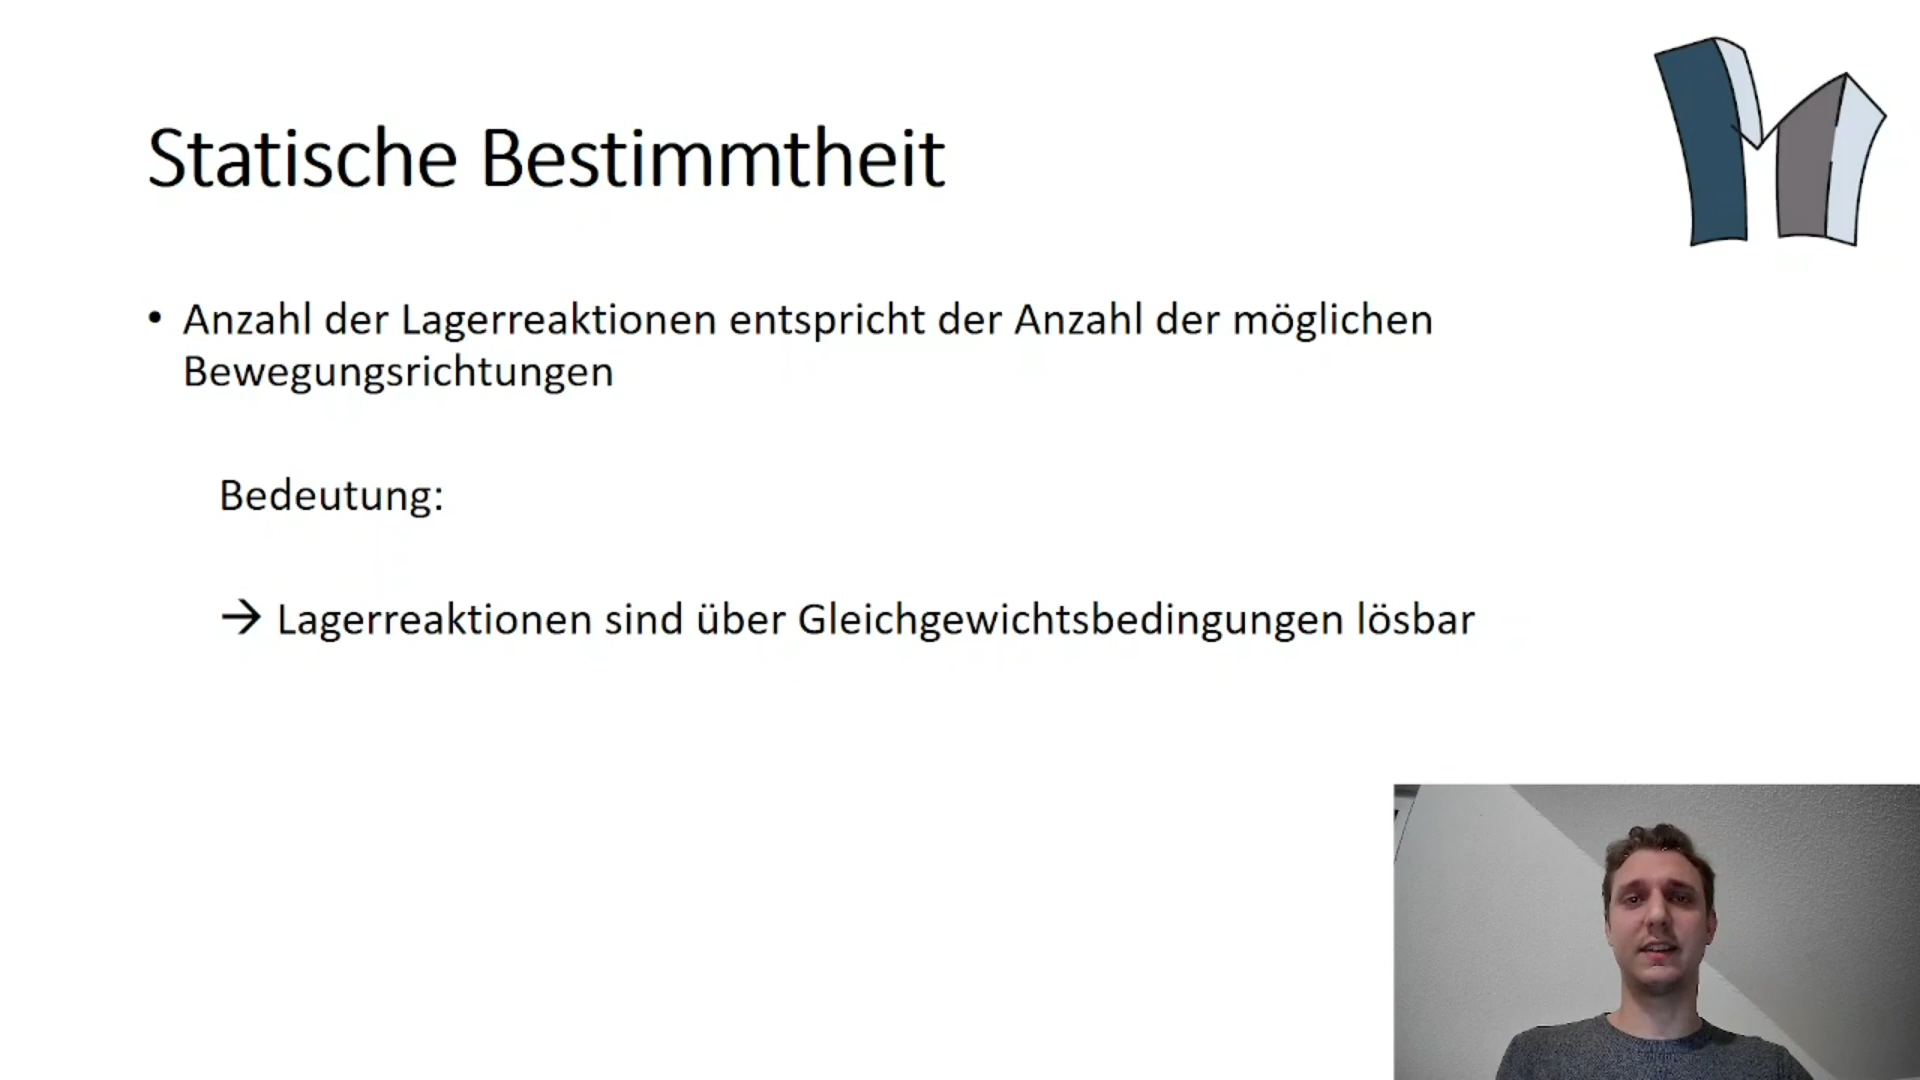 Statische Bestimmtheit
• Anzahl der Lagerreaktionen entspricht der Anzahl der möglichen
Bewegungsrichtungen
Bedeutung:
→ Lagerreaktionen sind über Gleichgewichtsbedingungen lösbar